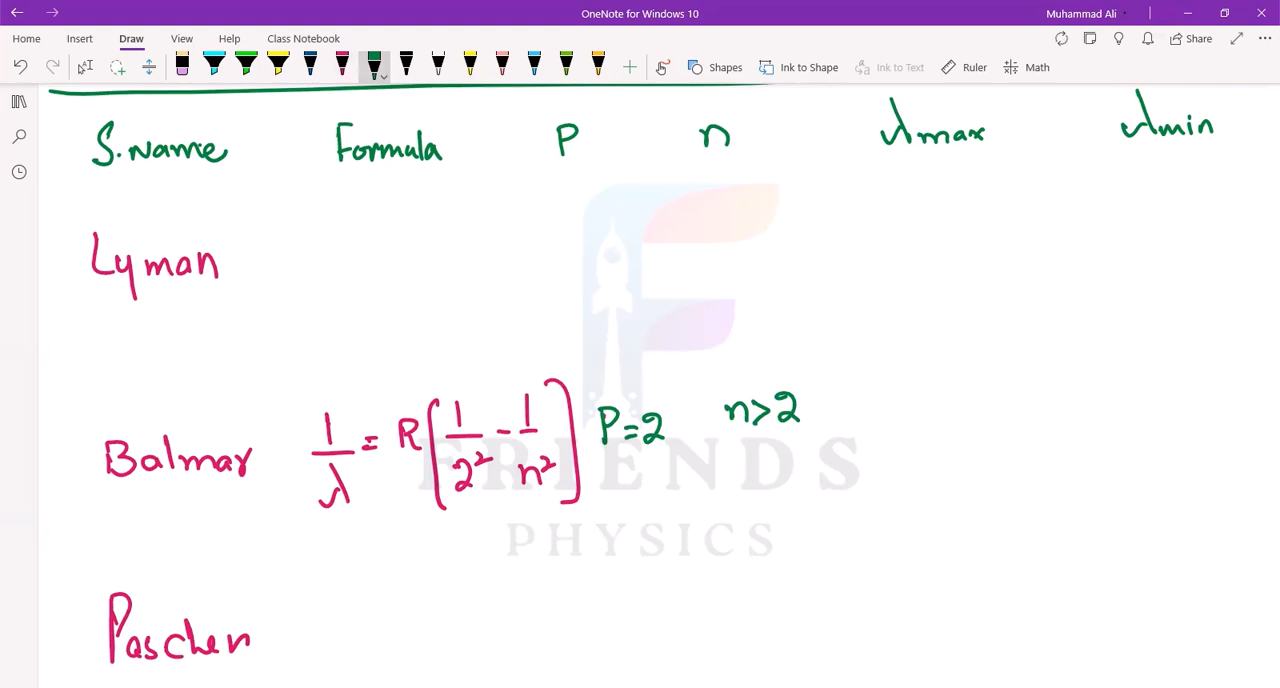 OneNote for Windows 10
Muhammad Ali
Home Insert Draw View Help Class Notebook
Share
Shapes Ink to Shape Ink to Text Ruler Math
S.Name Formula P n λmax λmin
Lyman
Balmar 1/λ = R[1/2² - 1/n²] P=2 n>2
FRIENDS
PHYSICS
Paschen